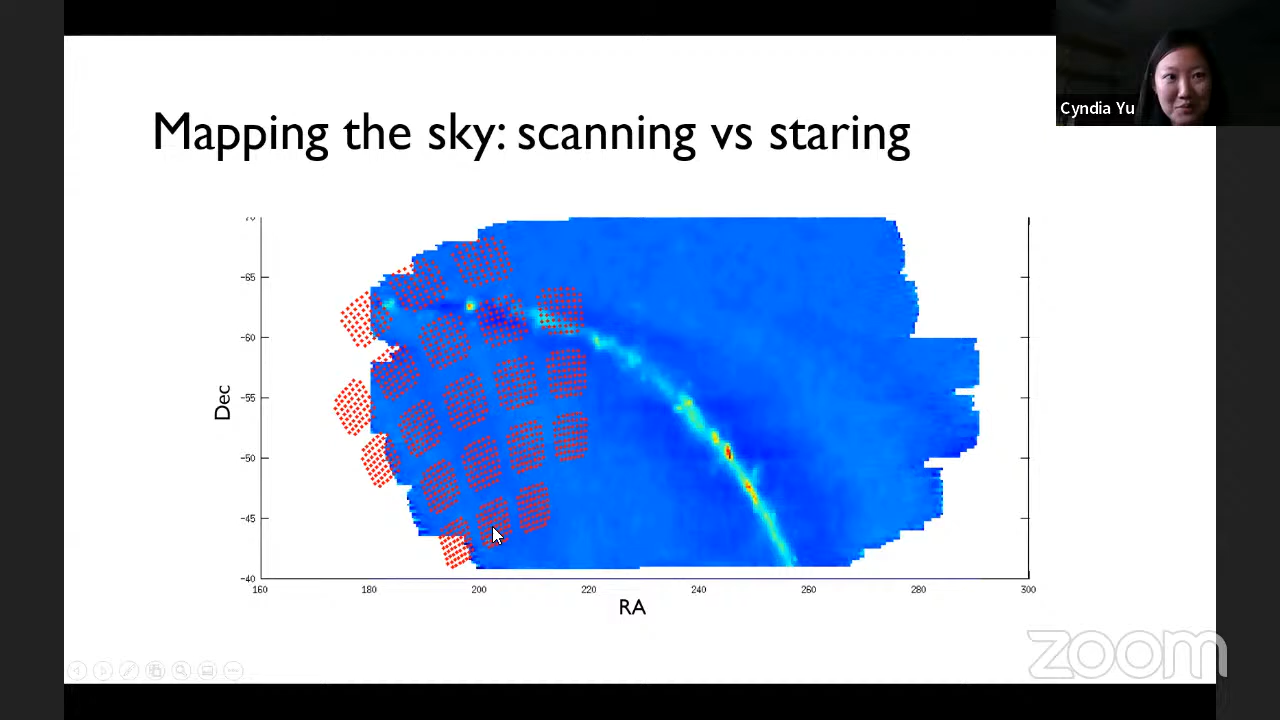 Cyndia Yu
Mapping the sky: scanning vs staring
-65
-60
-55
-50
-45
-40
Dec
160 180 200 220 240 260 280 300
RA
zoom